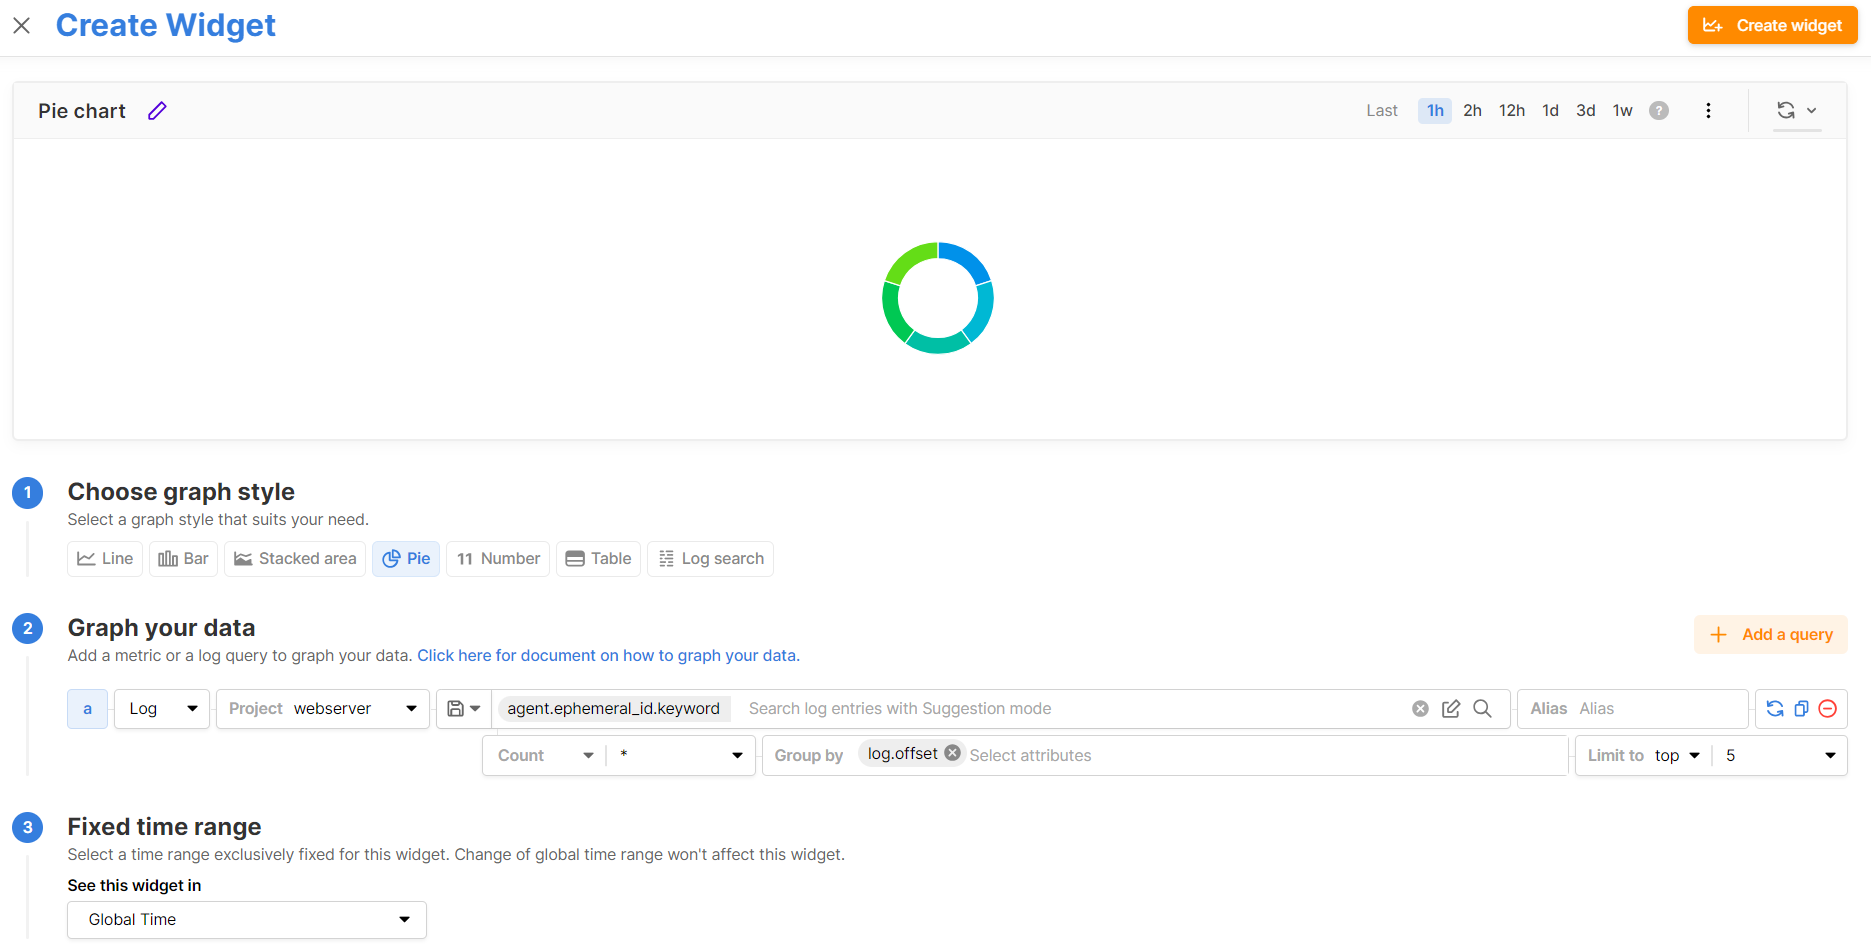 Create Widget
Create widget
Pie chart
Last 1h 2h 12h 1d 3d 1w ?
1 Choose graph style
Select a graph style that suits your need.
Line Bar Stacked area Pie 11 Number Table Log search
2 Graph your data
Add a query
Add a metric or a log query to graph your data. Click here for document on how to graph your data.
a Log Project webserver agent.ephemeral_id.keyword Search log entries with Suggestion mode Alias Alias
Count * Group by log.offset Select attributes Limit to top 5
3 Fixed time range
Select a time range exclusively fixed for this widget. Change of global time range won't affect this widget.
See this widget in
Global Time